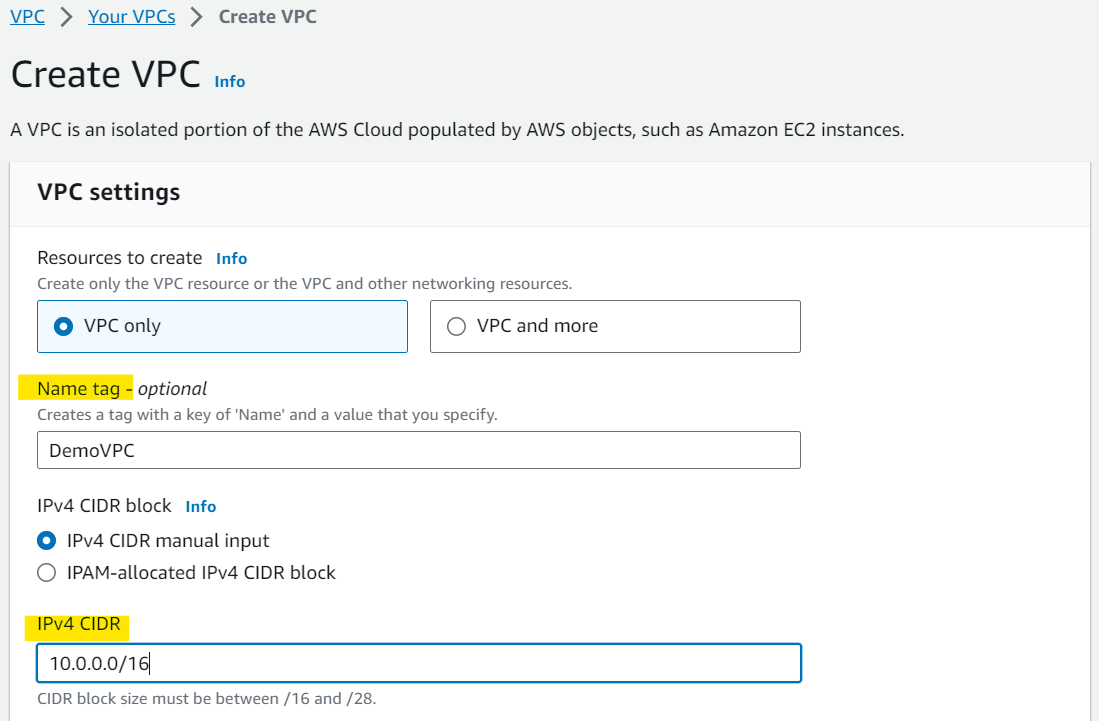 VPC > Your VPCs > Create VPC
Create VPC Info
A VPC is an isolated portion of the AWS Cloud populated by AWS objects, such as Amazon EC2 instances.
VPC settings
Resources to create Info
Create only the VPC resource or the VPC and other networking resources.
VPC only VPC and more
Name tag - optional
Creates a tag with a key of 'Name' and a value that you specify.
DemoVPC
IPv4 CIDR block Info
IPv4 CIDR manual input
IPAM-allocated IPv4 CIDR block
IPv4 CIDR
10.0.0.0/16
CIDR block size must be between /16 and /28.